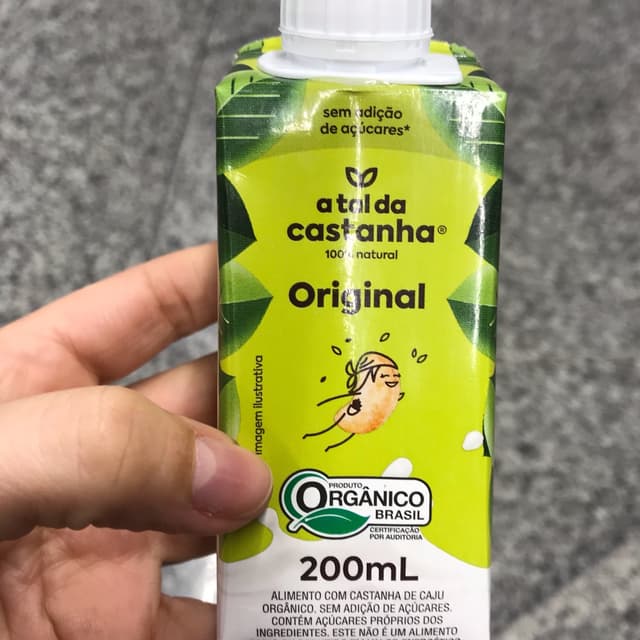 sem adição
de açúcares*
a tal da
castanha®
100% natural
Original
imagem ilustrativa
PRODUTO
ORGÂNICO
BRASIL
CERTIFICAÇÃO
POR AUDITORIA
200mL
ALIMENTO COM CASTANHA DE CAJU
ORGÂNICO. SEM ADIÇÃO DE AÇÚCARES.
CONTÉM AÇÚCARES PRÓPRIOS DOS
INGREDIENTES. ESTE NÃO É UM ALIMENTO